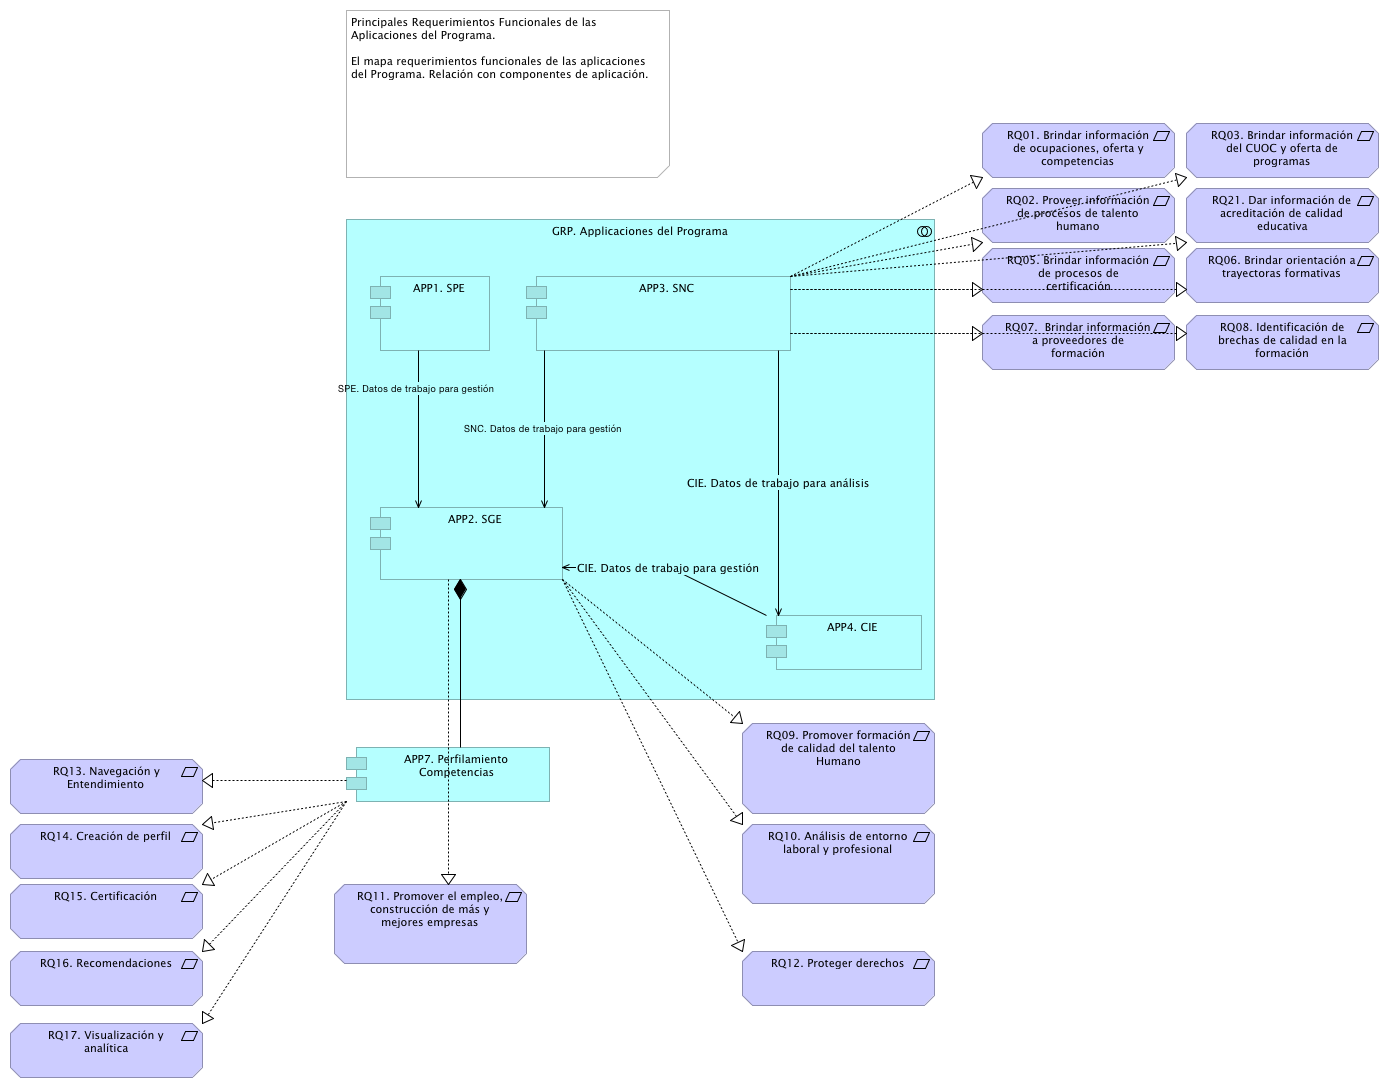 Principales Requerimientos Funcionales de las
Aplicaciones del Programa.
El mapa requerimientos funcionales de las aplicaciones
del Programa. Relación con componentes de aplicación.
RQ01. Brindar información
de ocupaciones, oferta y
competencias
RQ03. Brindar información
del CUOC y oferta de
programas
RQ02. Proveer información
de procesos de talento
humano
RQ21. Dar información de
acreditación de calidad
educativa
RQ05. Brindar información
de procesos de
certificación
RQ06. Brindar orientación a
trayectoras formativas
RQ07.  Brindar información
a proveedores de
formación
RQ08. Identificación de
brechas de calidad en la
formación
GRP. Applicaciones del Programa
APP1. SPE
APP3. SNC
SPE. Datos de trabajo para gestión
SNC. Datos de trabajo para gestión
CIE. Datos de trabajo para análisis
APP2. SGE
CIE. Datos de trabajo para gestión
APP4. CIE
APP7. Perfilamiento
Competencias
RQ09. Promover formación
de calidad del talento
Humano
RQ13. Navegación y
Entendimiento
RQ14. Creación de perfil
RQ10. Análisis de entorno
laboral y profesional
RQ15. Certificación
RQ11. Promover el empleo,
construcción de más y
mejores empresas
RQ16. Recomendaciones
RQ12. Proteger derechos
RQ17. Visualización y
analítica